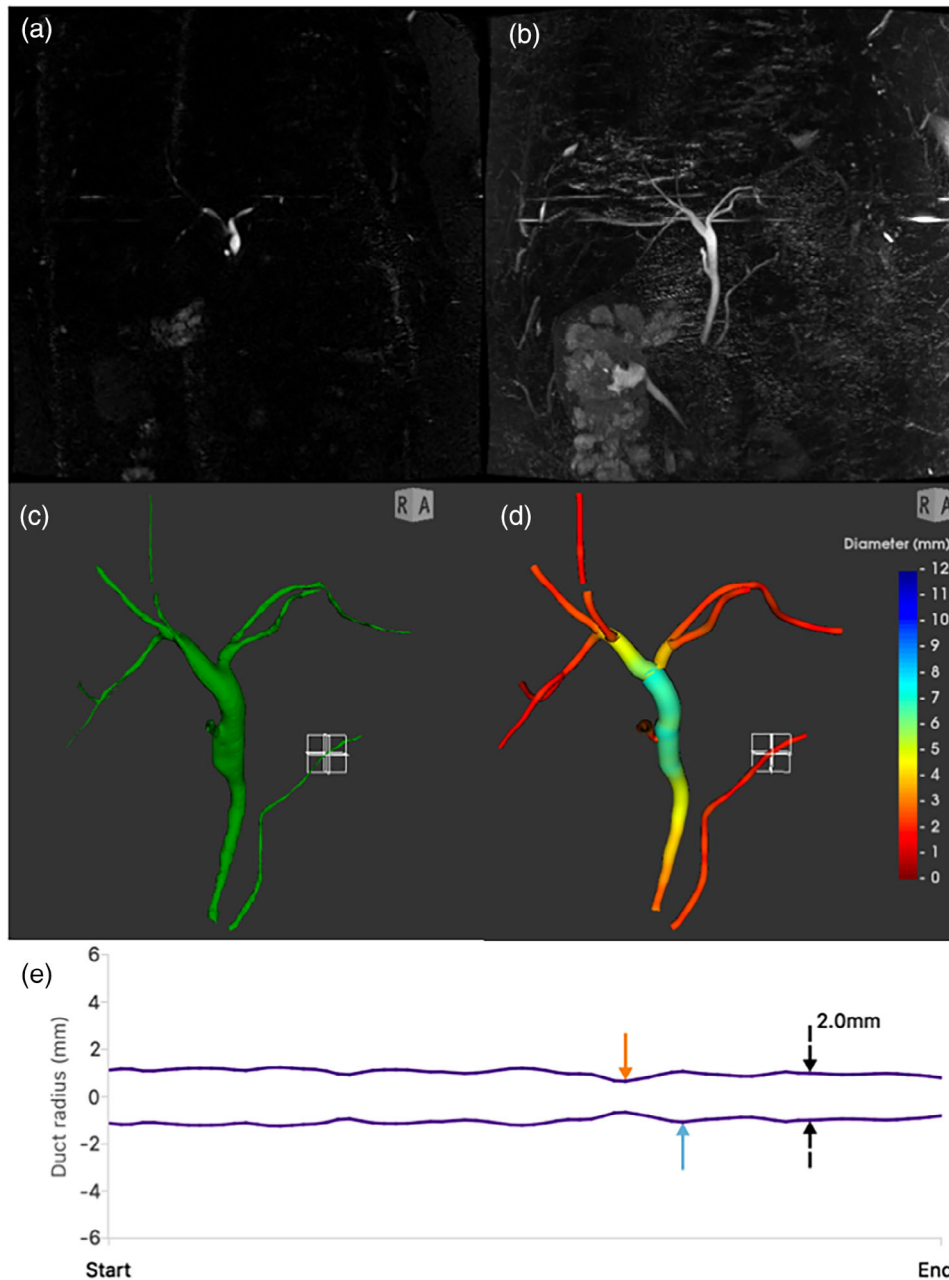 (a)
(b)
(c)
R A
(d)
R A
Diameter (mm)
- 12
- 11
- 10
- 9
- 8
- 7
- 6
- 5
- 4
- 3
- 2
- 1
- 0
(e)
6
4
2
0
-2
-4
-6
Duct radius (mm)
2.0mm
Start
End